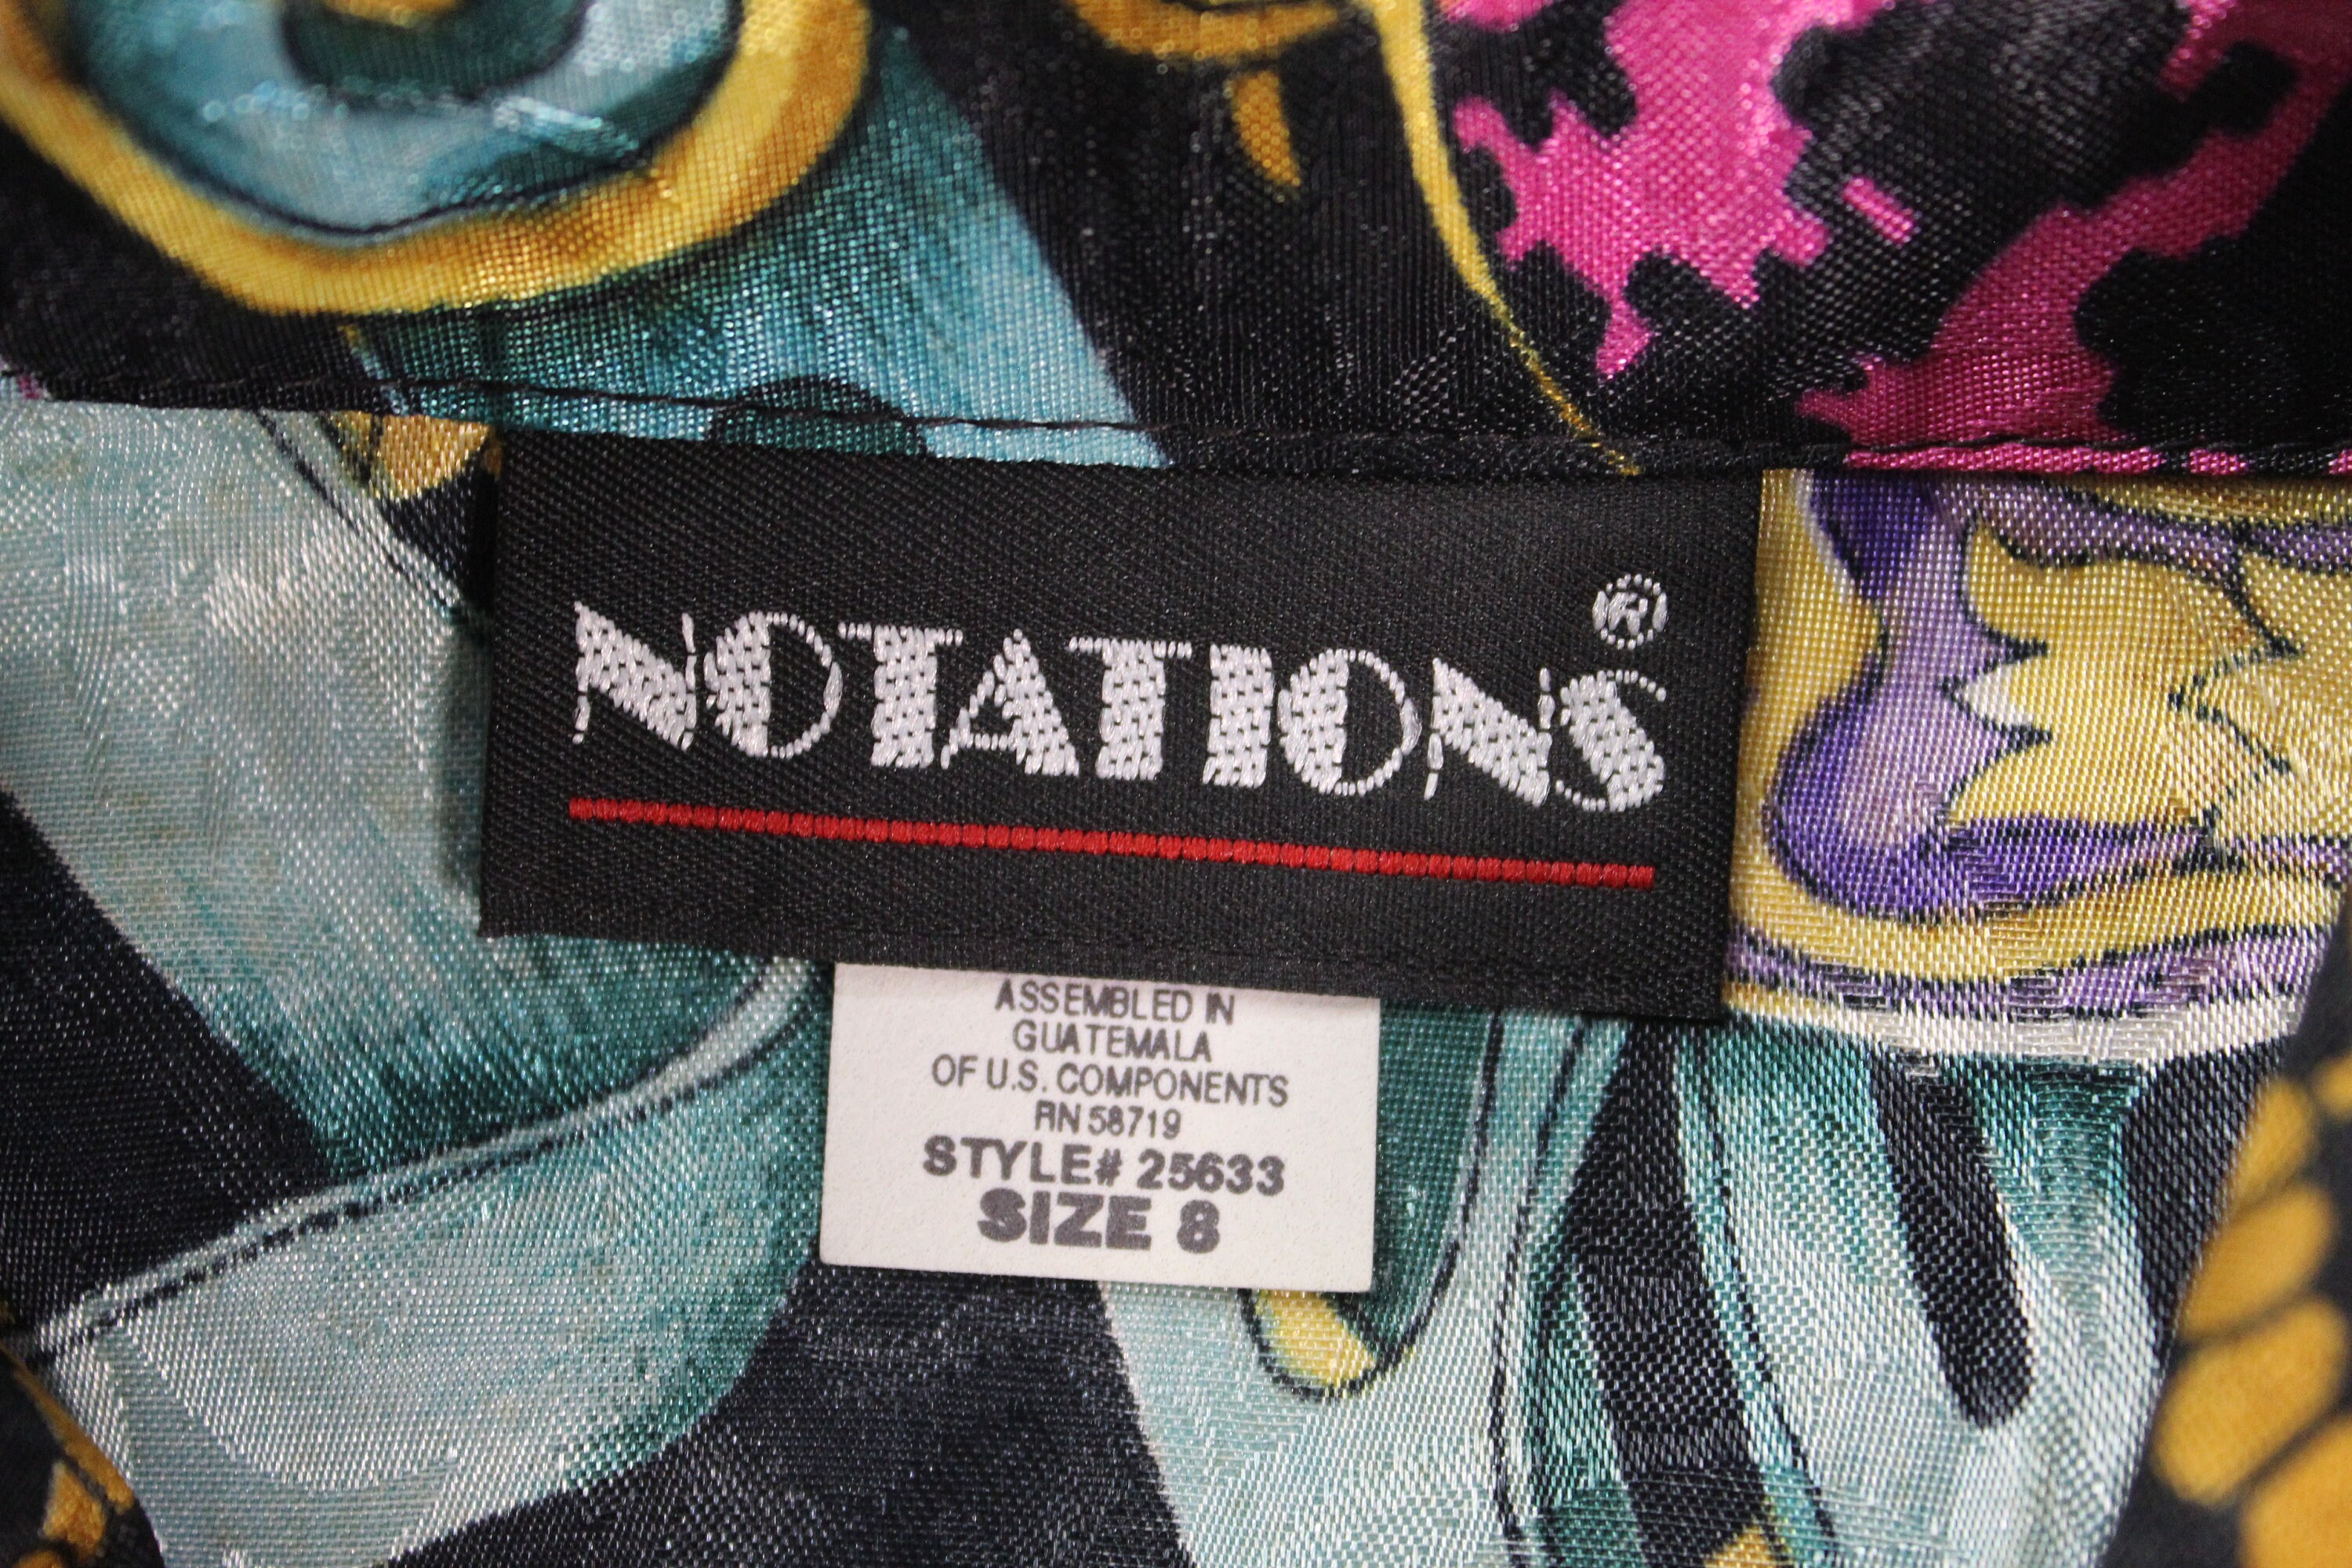 NOTATIONS®
ASSEMBLED IN
GUATEMALA
OF U.S. COMPONENTS
RN 58719
STYLE# 25633
SIZE 8